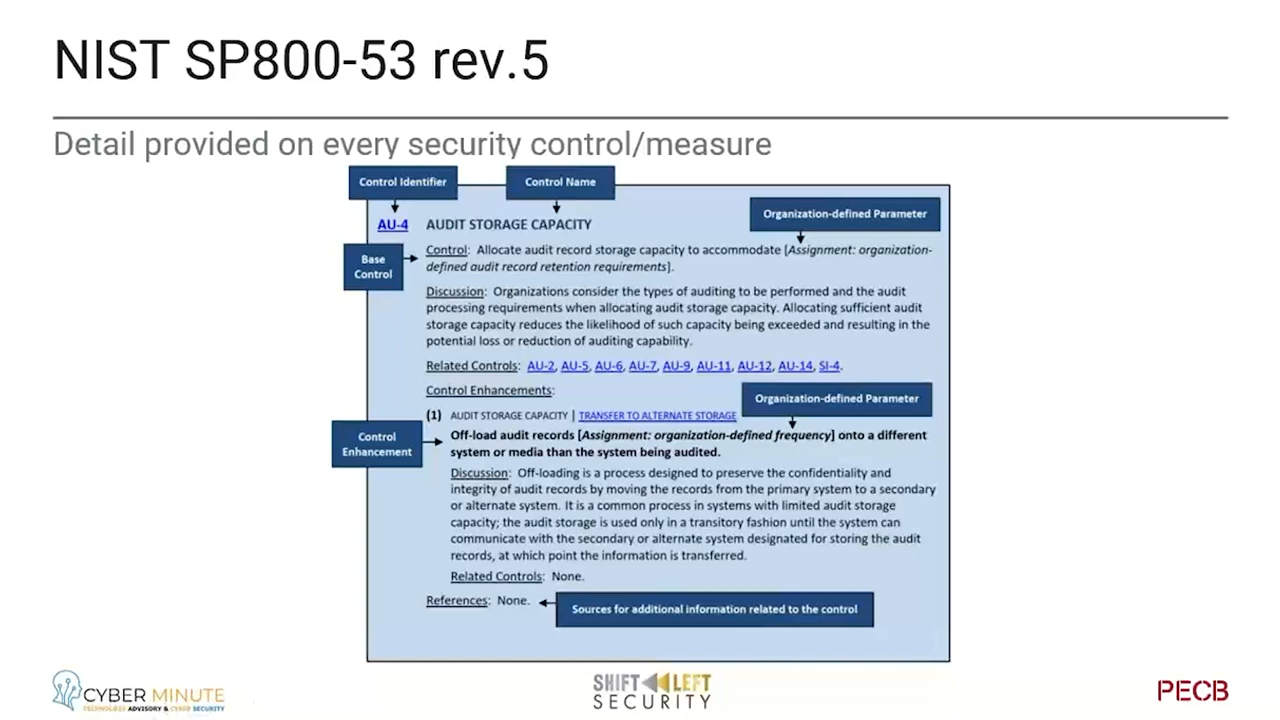 NIST SP800-53 rev.5
Detail provided on every security control/measure
Control Identifier
Control Name
Organization-defined Parameter
AU-4 AUDIT STORAGE CAPACITY
Base
Control
Control: Allocate audit record storage capacity to accommodate [Assignment: organization-
defined audit record retention requirements].
Discussion: Organizations consider the types of auditing to be performed and the audit
processing requirements when allocating audit storage capacity. Allocating sufficient audit
storage capacity reduces the likelihood of such capacity being exceeded and resulting in the
potential loss or reduction of auditing capability.
Related Controls: AU-2, AU-5, AU-6, AU-7, AU-9, AU-11, AU-12, AU-14, SI-4.
Control Enhancements:
Organization-defined Parameter
(1) AUDIT STORAGE CAPACITY | TRANSFER TO ALTERNATE STORAGE
Control
Enhancement
Off-load audit records [Assignment: organization-defined frequency] onto a different
system or media than the system being audited.
Discussion: Off-loading is a process designed to preserve the confidentiality and
integrity of audit records by moving the records from the primary system to a secondary
or alternate system. It is a common process in systems with limited audit storage
capacity; the audit storage is used only in a transitory fashion until the system can
communicate with the secondary or alternate system designated for storing the audit
records, at which point the information is transferred.
Related Controls: None.
References: None.
Sources for additional information related to the control
CYBER MINUTE
TECHNOLOGY ADVISORY & CYBER SECURITY
SHIFT LEFT
SECURITY
PECB